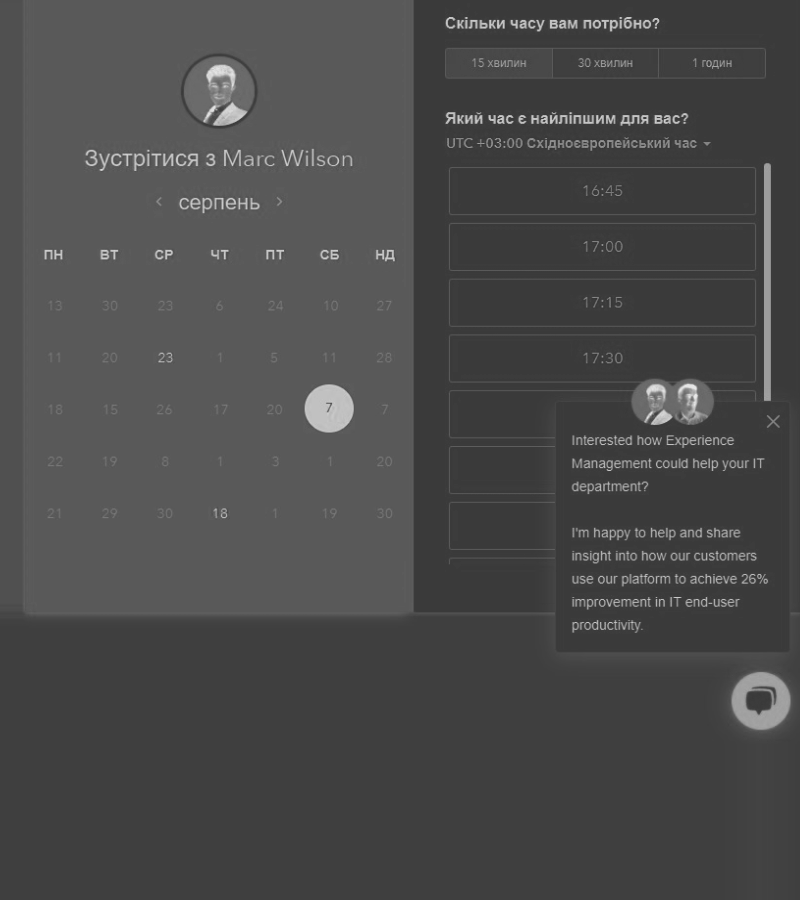 Зустрітися з Marc Wilson
серпень
ПН ВТ СР ЧТ ПТ СБ НД
13 30 23 6 24 10 27
11 20 23 1 5 11 28
18 15 26 17 20 7 7
22 19 8 1 3 1 20
21 29 30 18 1 19 30
Скільки часу вам потрібно?
15 хвилин 30 хвилин 1 годин
Який час є найліпшим для вас?
UTC +03:00 Східноєвропейський час
16:45
17:00
17:15
17:30
Interested how Experience
Management could help your IT
department?
I'm happy to help and share
insight into how our customers
use our platform to achieve 26%
improvement in IT end-user
productivity.